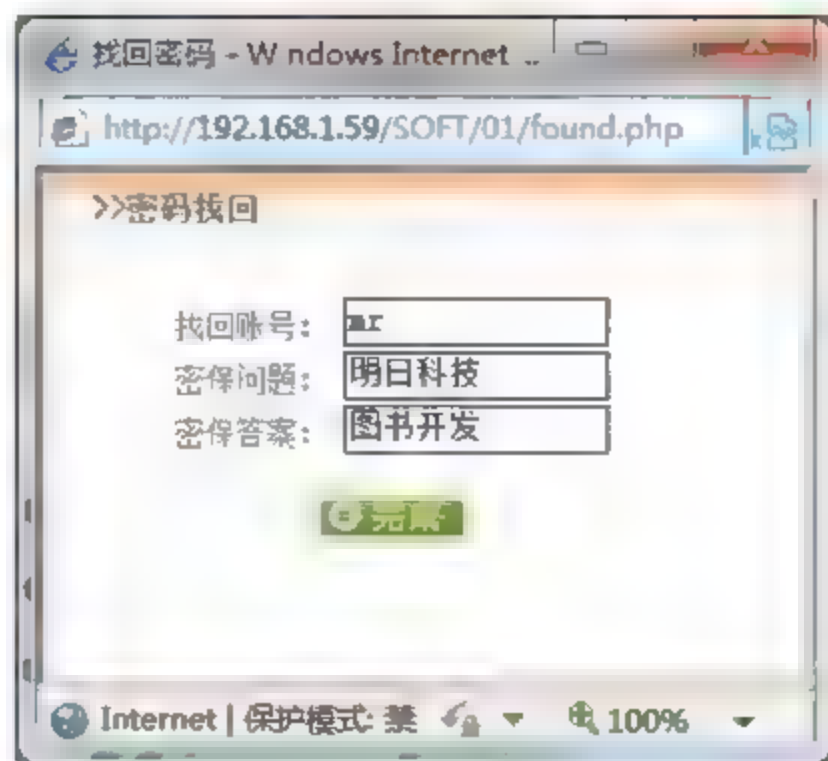 找回密码 - W ndows Internet ..
http://192.168.1.59/SOFT/01/found.php
>>密码找回
找回账号: mr
密保问题: 明日科技
密保答案: 图书开发
Internet | 保护模式: 禁
100%